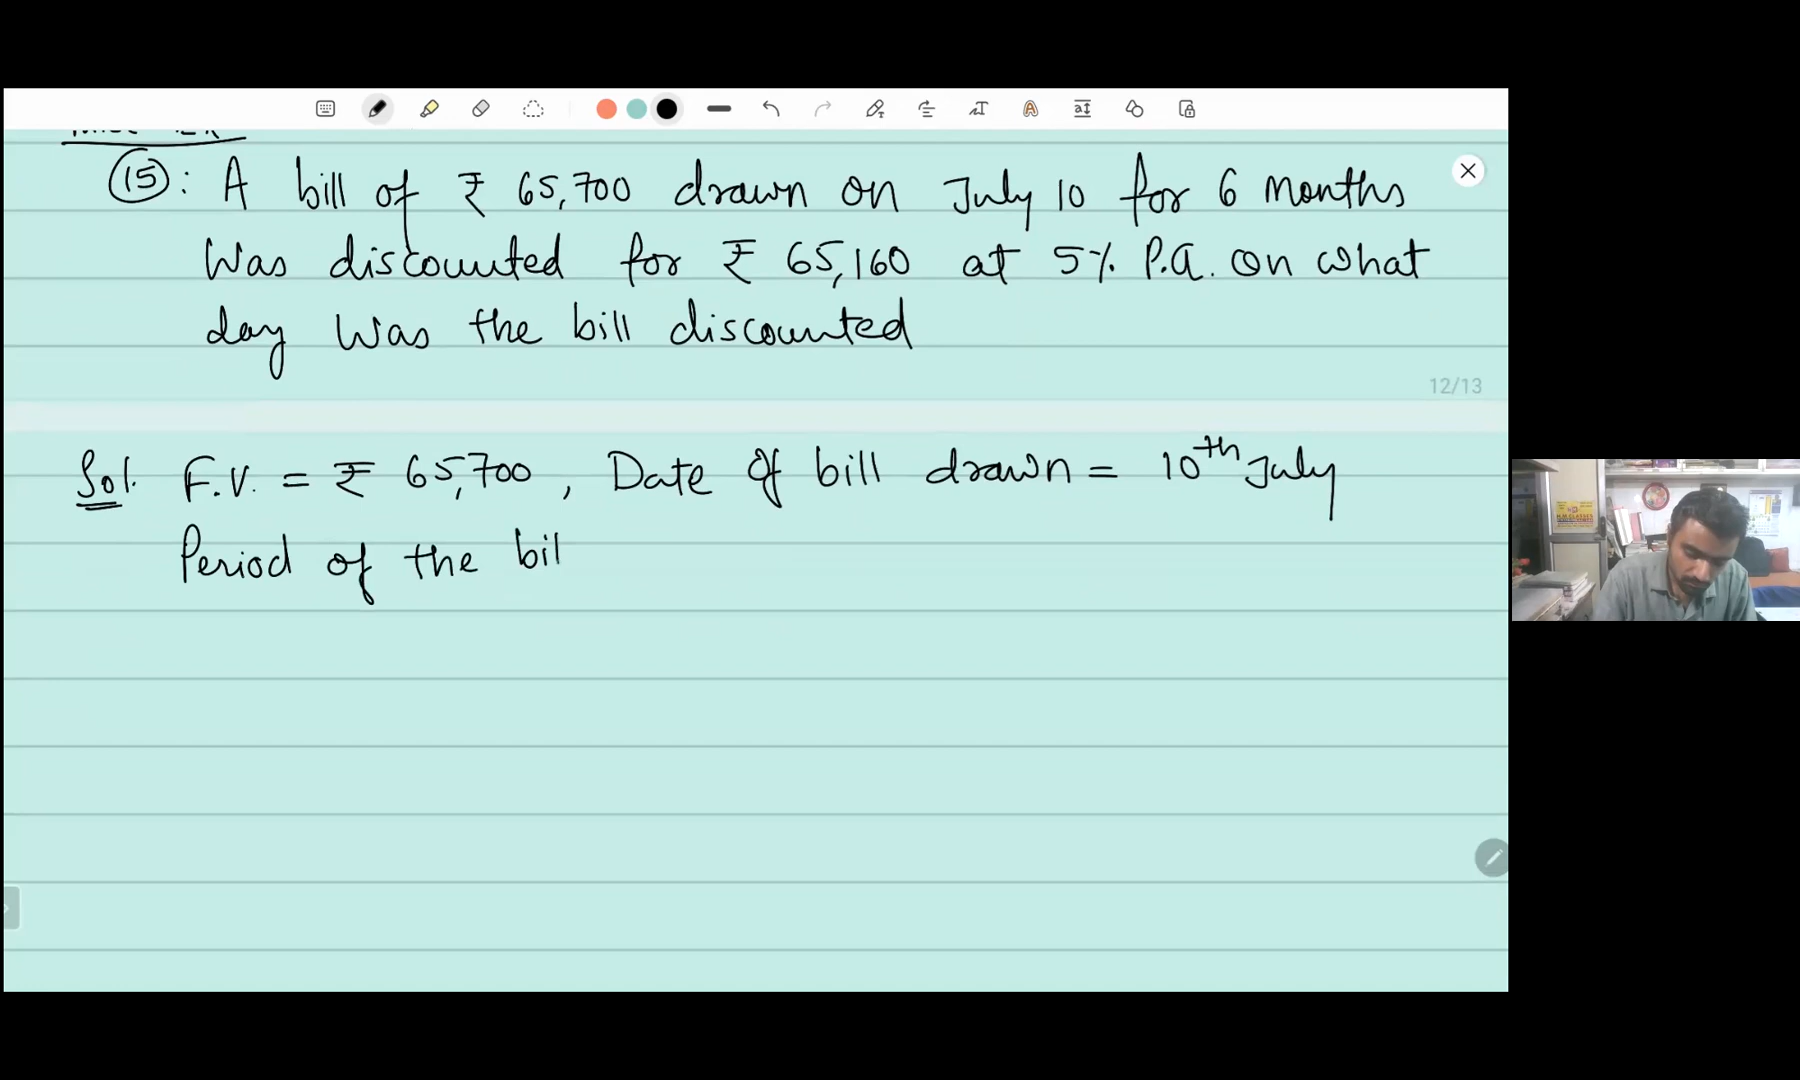 (15): A bill of ₹ 65,700 drawn on July 10 for 6 months
was discounted for ₹ 65,160 at 5% P.A. on what
day was the bill discounted
12/13
Sol. F.V. = ₹ 65,700, Date of bill drawn = 10th July
Period of the bil